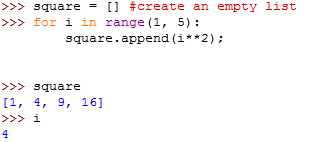 >>> square = [] #create an empty list
>>> for i in range(1, 5):
        square.append(i**2);
>>> square
[1, 4, 9, 16]
>>> i
4